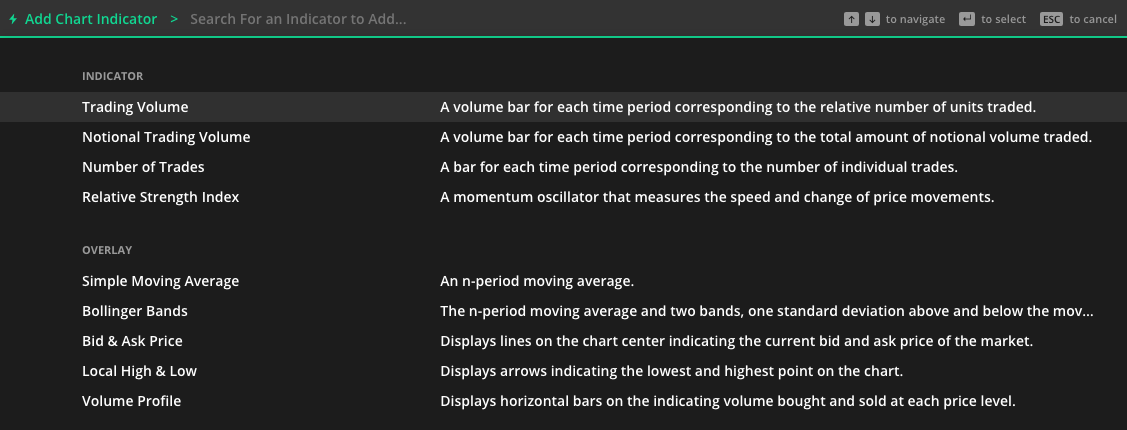 Add Chart Indicator > Search For an Indicator to Add... ↑ ↓ to navigate ↵ to select ESC to cancel
INDICATOR
Trading Volume A volume bar for each time period corresponding to the relative number of units traded.
Notional Trading Volume A volume bar for each time period corresponding to the total amount of notional volume traded.
Number of Trades A bar for each time period corresponding to the number of individual trades.
Relative Strength Index A momentum oscillator that measures the speed and change of price movements.
OVERLAY
Simple Moving Average An n-period moving average.
Bollinger Bands The n-period moving average and two bands, one standard deviation above and below the mov...
Bid & Ask Price Displays lines on the chart center indicating the current bid and ask price of the market.
Local High & Low Displays arrows indicating the lowest and highest point on the chart.
Volume Profile Displays horizontal bars on the indicating volume bought and sold at each price level.